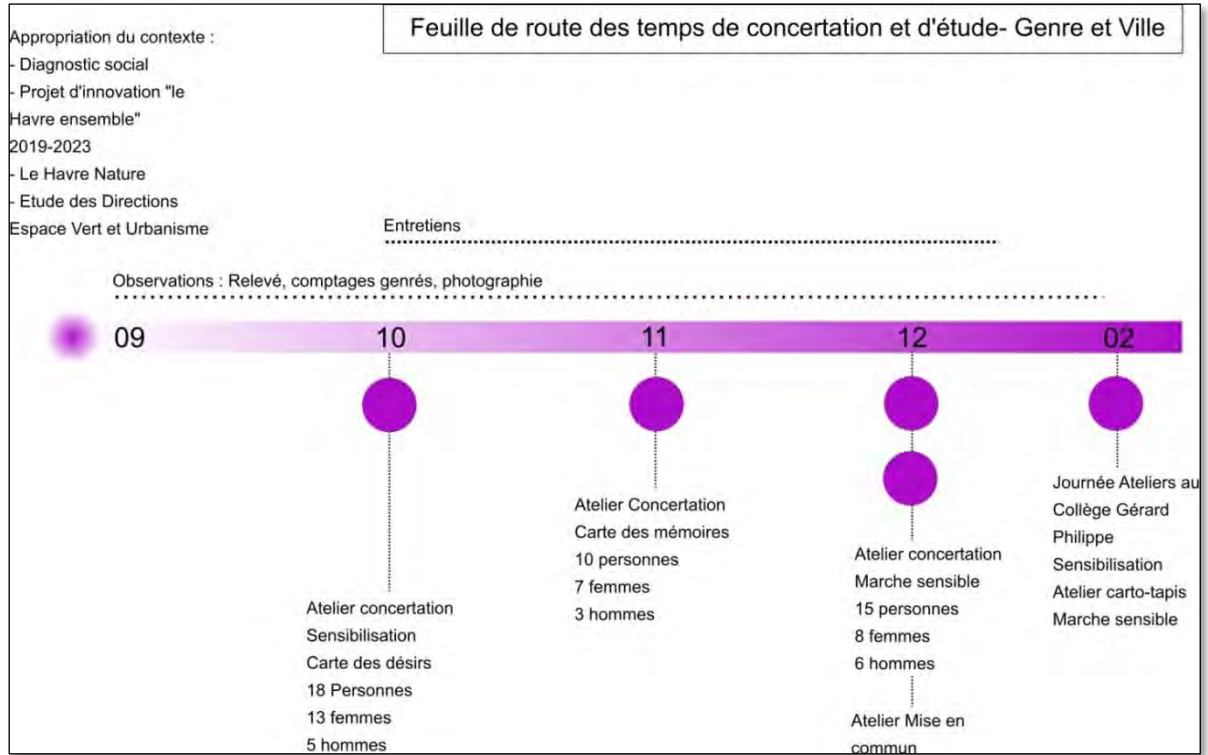 Feuille de route des temps de concertation et d'étude- Genre et Ville
Appropriation du contexte :
- Diagnostic social
- Projet d'innovation "le
Havre ensemble"
2019-2023
- Le Havre Nature
- Etude des Directions
Espace Vert et Urbanisme
Entretiens
Observations : Relevé, comptages genrés, photographie
09
10
11
12
02
Atelier concertation
Sensibilisation
Carte des désirs
18 Personnes
13 femmes
5 hommes
Atelier Concertation
Carte des mémoires
10 personnes
7 femmes
3 hommes
Atelier concertation
Marche sensible
15 personnes
8 femmes
6 hommes
Atelier Mise en
commun
Journée Ateliers au
Collège Gérard
Philippe
Sensibilisation
Atelier carto-tapis
Marche sensible